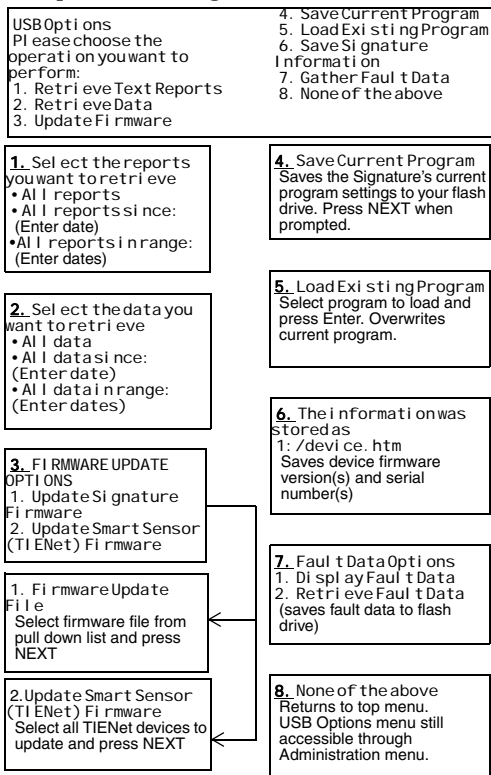 USB Options
Please choose the
operation you want to
perform:
1. Retrieve Text Reports
2. Retrieve Data
3. Update Firmware
4. Save Current Program
5. Load Existing Program
6. Save Signature
Information
7. Gather Fault Data
8. None of the above
1. Select the reports
you want to retrieve
• All reports
• All reports since:
(Enter date)
•All reports in range:
(Enter dates)
2. Select the data you
want to retrieve
• All data
• All data since:
(Enter date)
• All data in range:
(Enter dates)
3. FIRMWARE UPDATE
OPTIONS
1. Update Signature
Firmware
2. Update Smart Sensor
(TIENet) Firmware
1. Firmware Update
File
Select firmware file from
pull down list and press
NEXT
2.Update Smart Sensor
(TIENet) Firmware
Select all TIENet devices to
update and press NEXT
4. Save Current Program
Saves the Signature's current
program settings to your flash
drive. Press NEXT when
prompted.
5. Load Existing Program
Select program to load and
press Enter. Overwrites
current program.
6. The information was
stored as
1:/device.htm
Saves device firmware
version(s) and serial
number(s)
7. Fault Data Options
1. Display Fault Data
2. Retrieve Fault Data
(saves fault data to flash
drive)
8. None of the above
Returns to top menu.
USB Options menu still
accessible through
Administration menu.